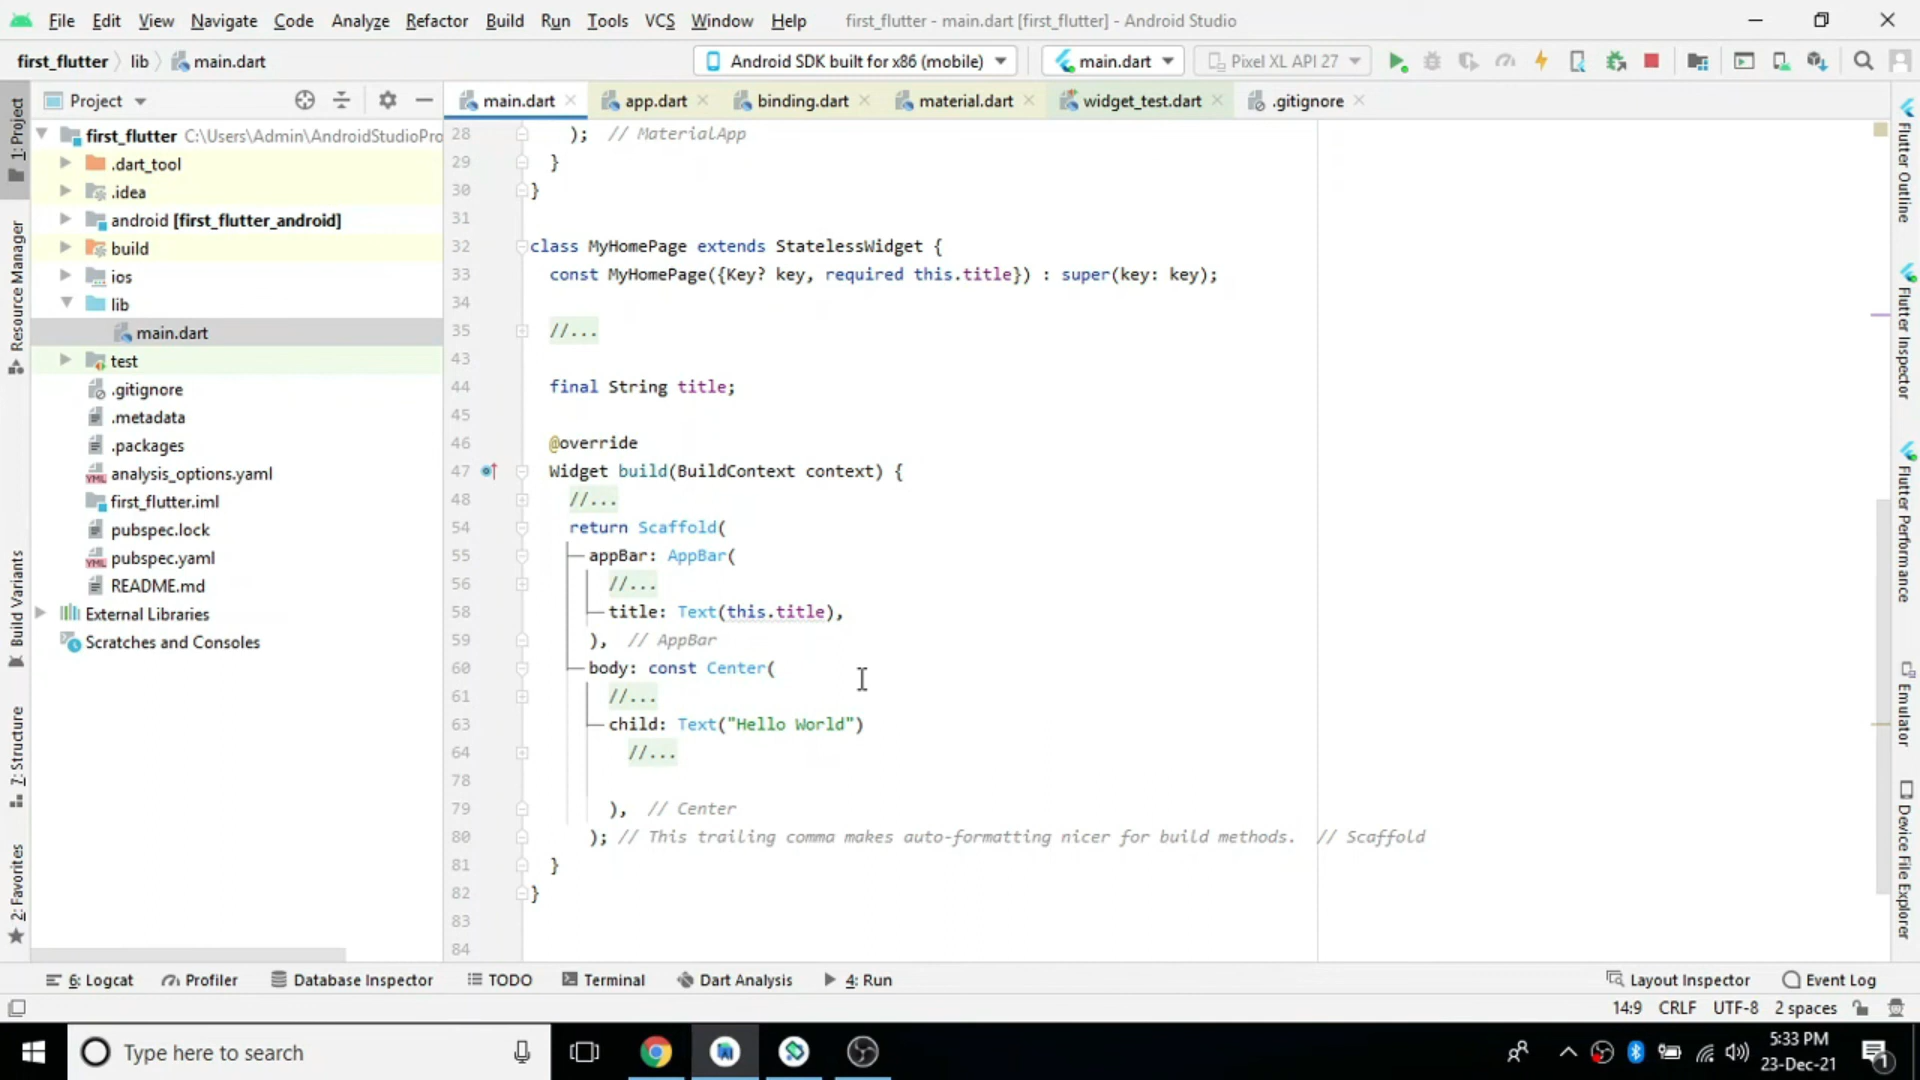 File Edit View Navigate Code Analyze Refactor Build Run Tools VCS Window Help first_flutter - main.dart [first_flutter] - Android Studio
first_flutter lib main.dart Android SDK built for x86 (mobile) main.dart Pixel XL API 27
Project main.dart app.dart binding.dart material.dart widget_test.dart .gitignore
first_flutter C:\Users\Admin\AndroidStudioPro
.dart_tool
.idea
android [first_flutter_android]
build
ios
lib
main.dart
test
.gitignore
.metadata
.packages
analysis_options.yaml
first_flutter.iml
pubspec.lock
pubspec.yaml
README.md
External Libraries
Scratches and Consoles
1: Project
Resource Manager
Build Variants
7: Structure
2: Favorites
28 ); // MaterialApp
29 }
30 }
31
32 class MyHomePage extends StatelessWidget {
33 const MyHomePage({Key? key, required this.title}) : super(key: key);
34
35 //...
43
44 final String title;
45
46 @override
47 Widget build(BuildContext context) {
48 //...
54 return Scaffold(
55 appBar: AppBar(
56 //...
58 title: Text(this.title),
59 ), // AppBar
60 body: const Center(
61 //...
63 child: Text("Hello World")
64 //...
78
79 ), // Center
80 ); // This trailing comma makes auto-formatting nicer for build methods. // Scaffold
81 }
82 }
83
84
Flutter Outline
Flutter Inspector
Flutter Performance
Emulator
Device File Explorer
6: Logcat Profiler Database Inspector TODO Terminal Dart Analysis 4: Run Layout Inspector Event Log
14:9 CRLF UTF-8 2 spaces
Type here to search
5:33 PM
23-Dec-21
1